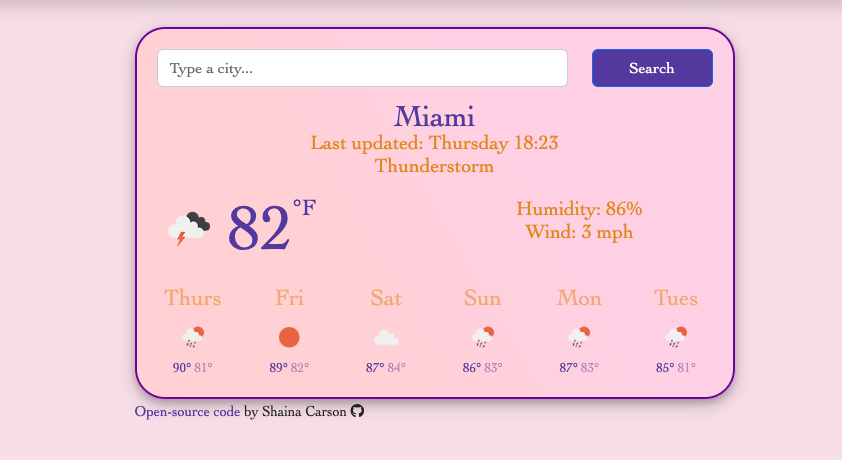 Type a city...
Search
Miami
Last updated: Thursday 18:23
Thunderstorm
82 °F
Humidity: 86%
Wind: 3 mph
Thurs Fri Sat Sun Mon Tues
90° 81° 89° 82° 87° 84° 86° 83° 87° 83° 85° 81°
Open-source code by Shaina Carson